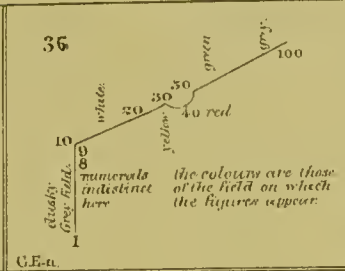 36
green
grey.
white.
100
50
30
20
40 red
yellow
10
9
8
numerals
indistinct
here
the colours are those
of the field on which
the figures appear.
dusky
Grey field.
1